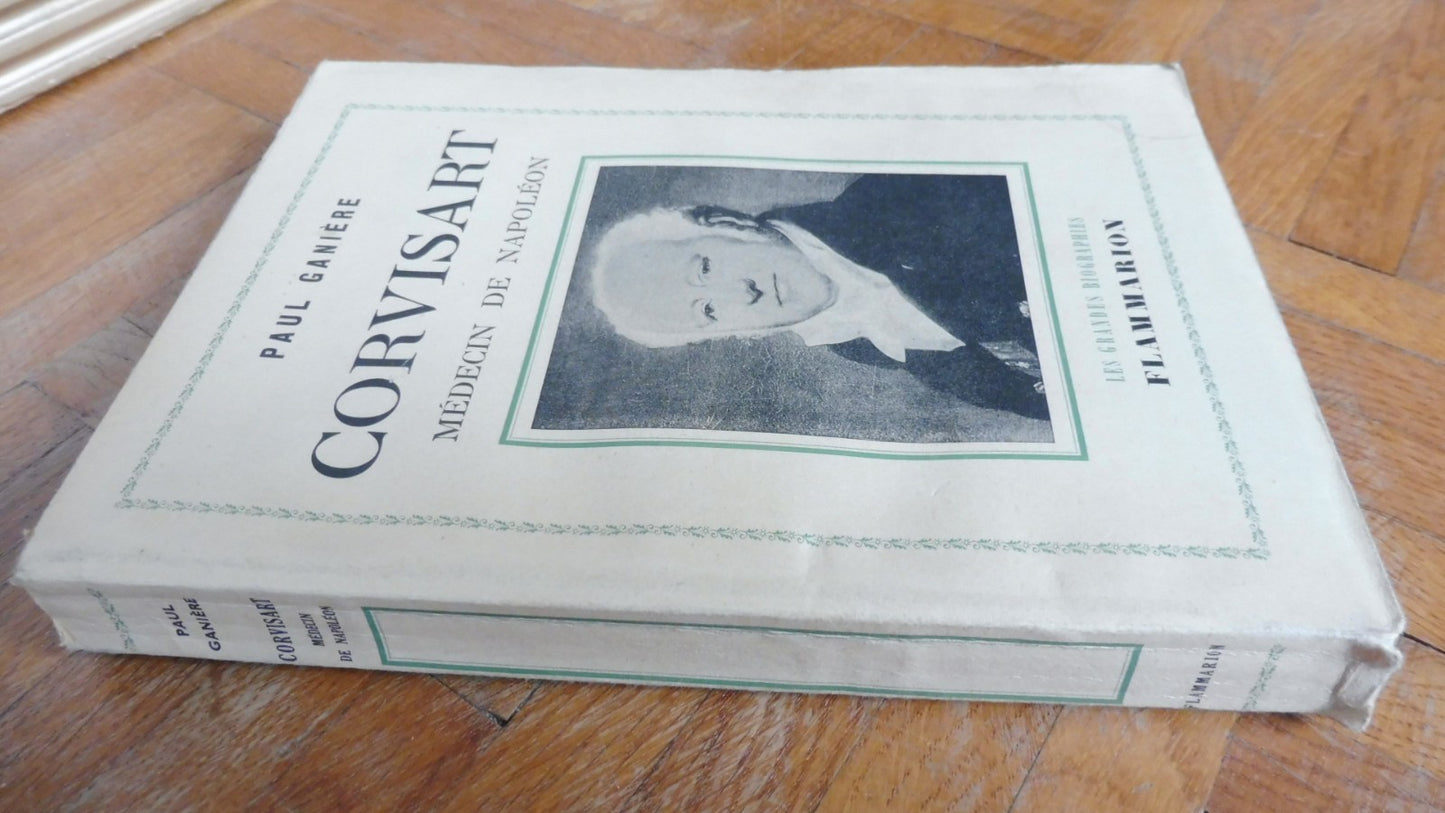 PAUL GANIÈRE
CORVISART
MÉDECIN DE NAPOLÉON
LES GRANDES BIOGRAPHIES
FLAMMARION
PAUL
GANIÈRE
CORVISART
MÉDECIN
DE NAPOLÉON
FLAMMARION